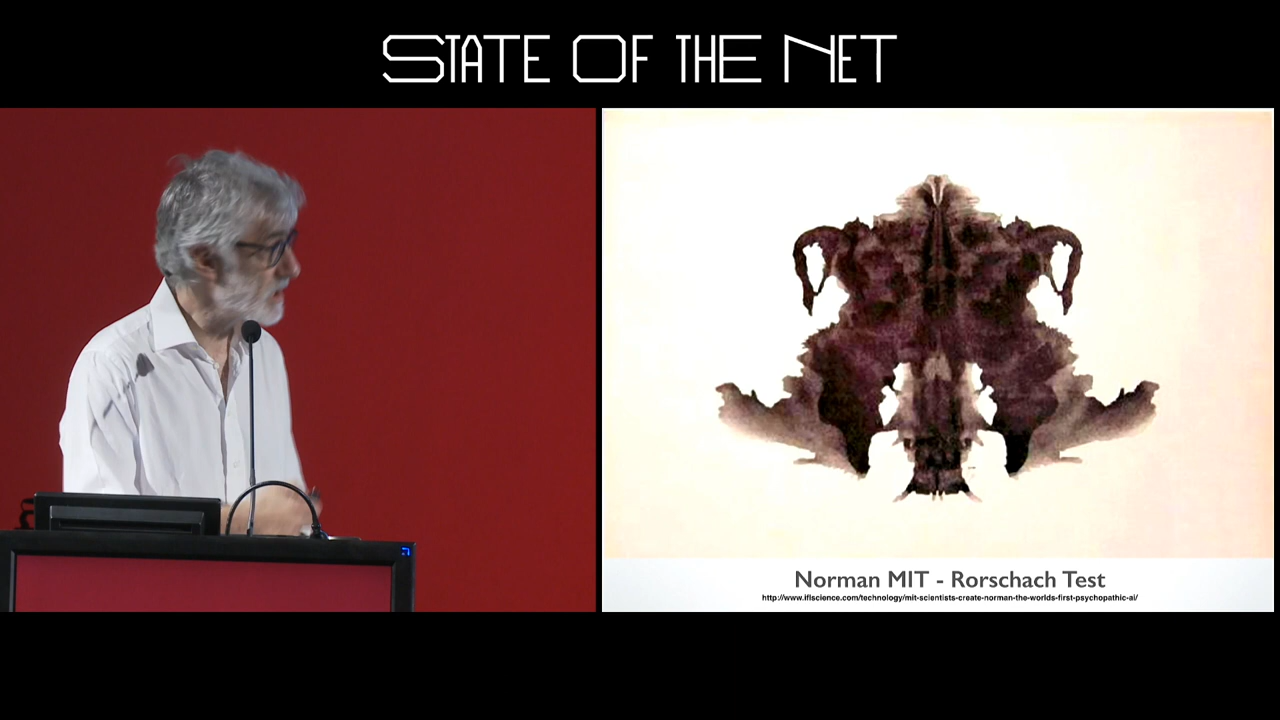 STATE OF THE NET
Norman MIT - Rorschach Test
http://www.iflscience.com/technology/mit-scientists-create-norman-the-worlds-first-psychopathic-ai/